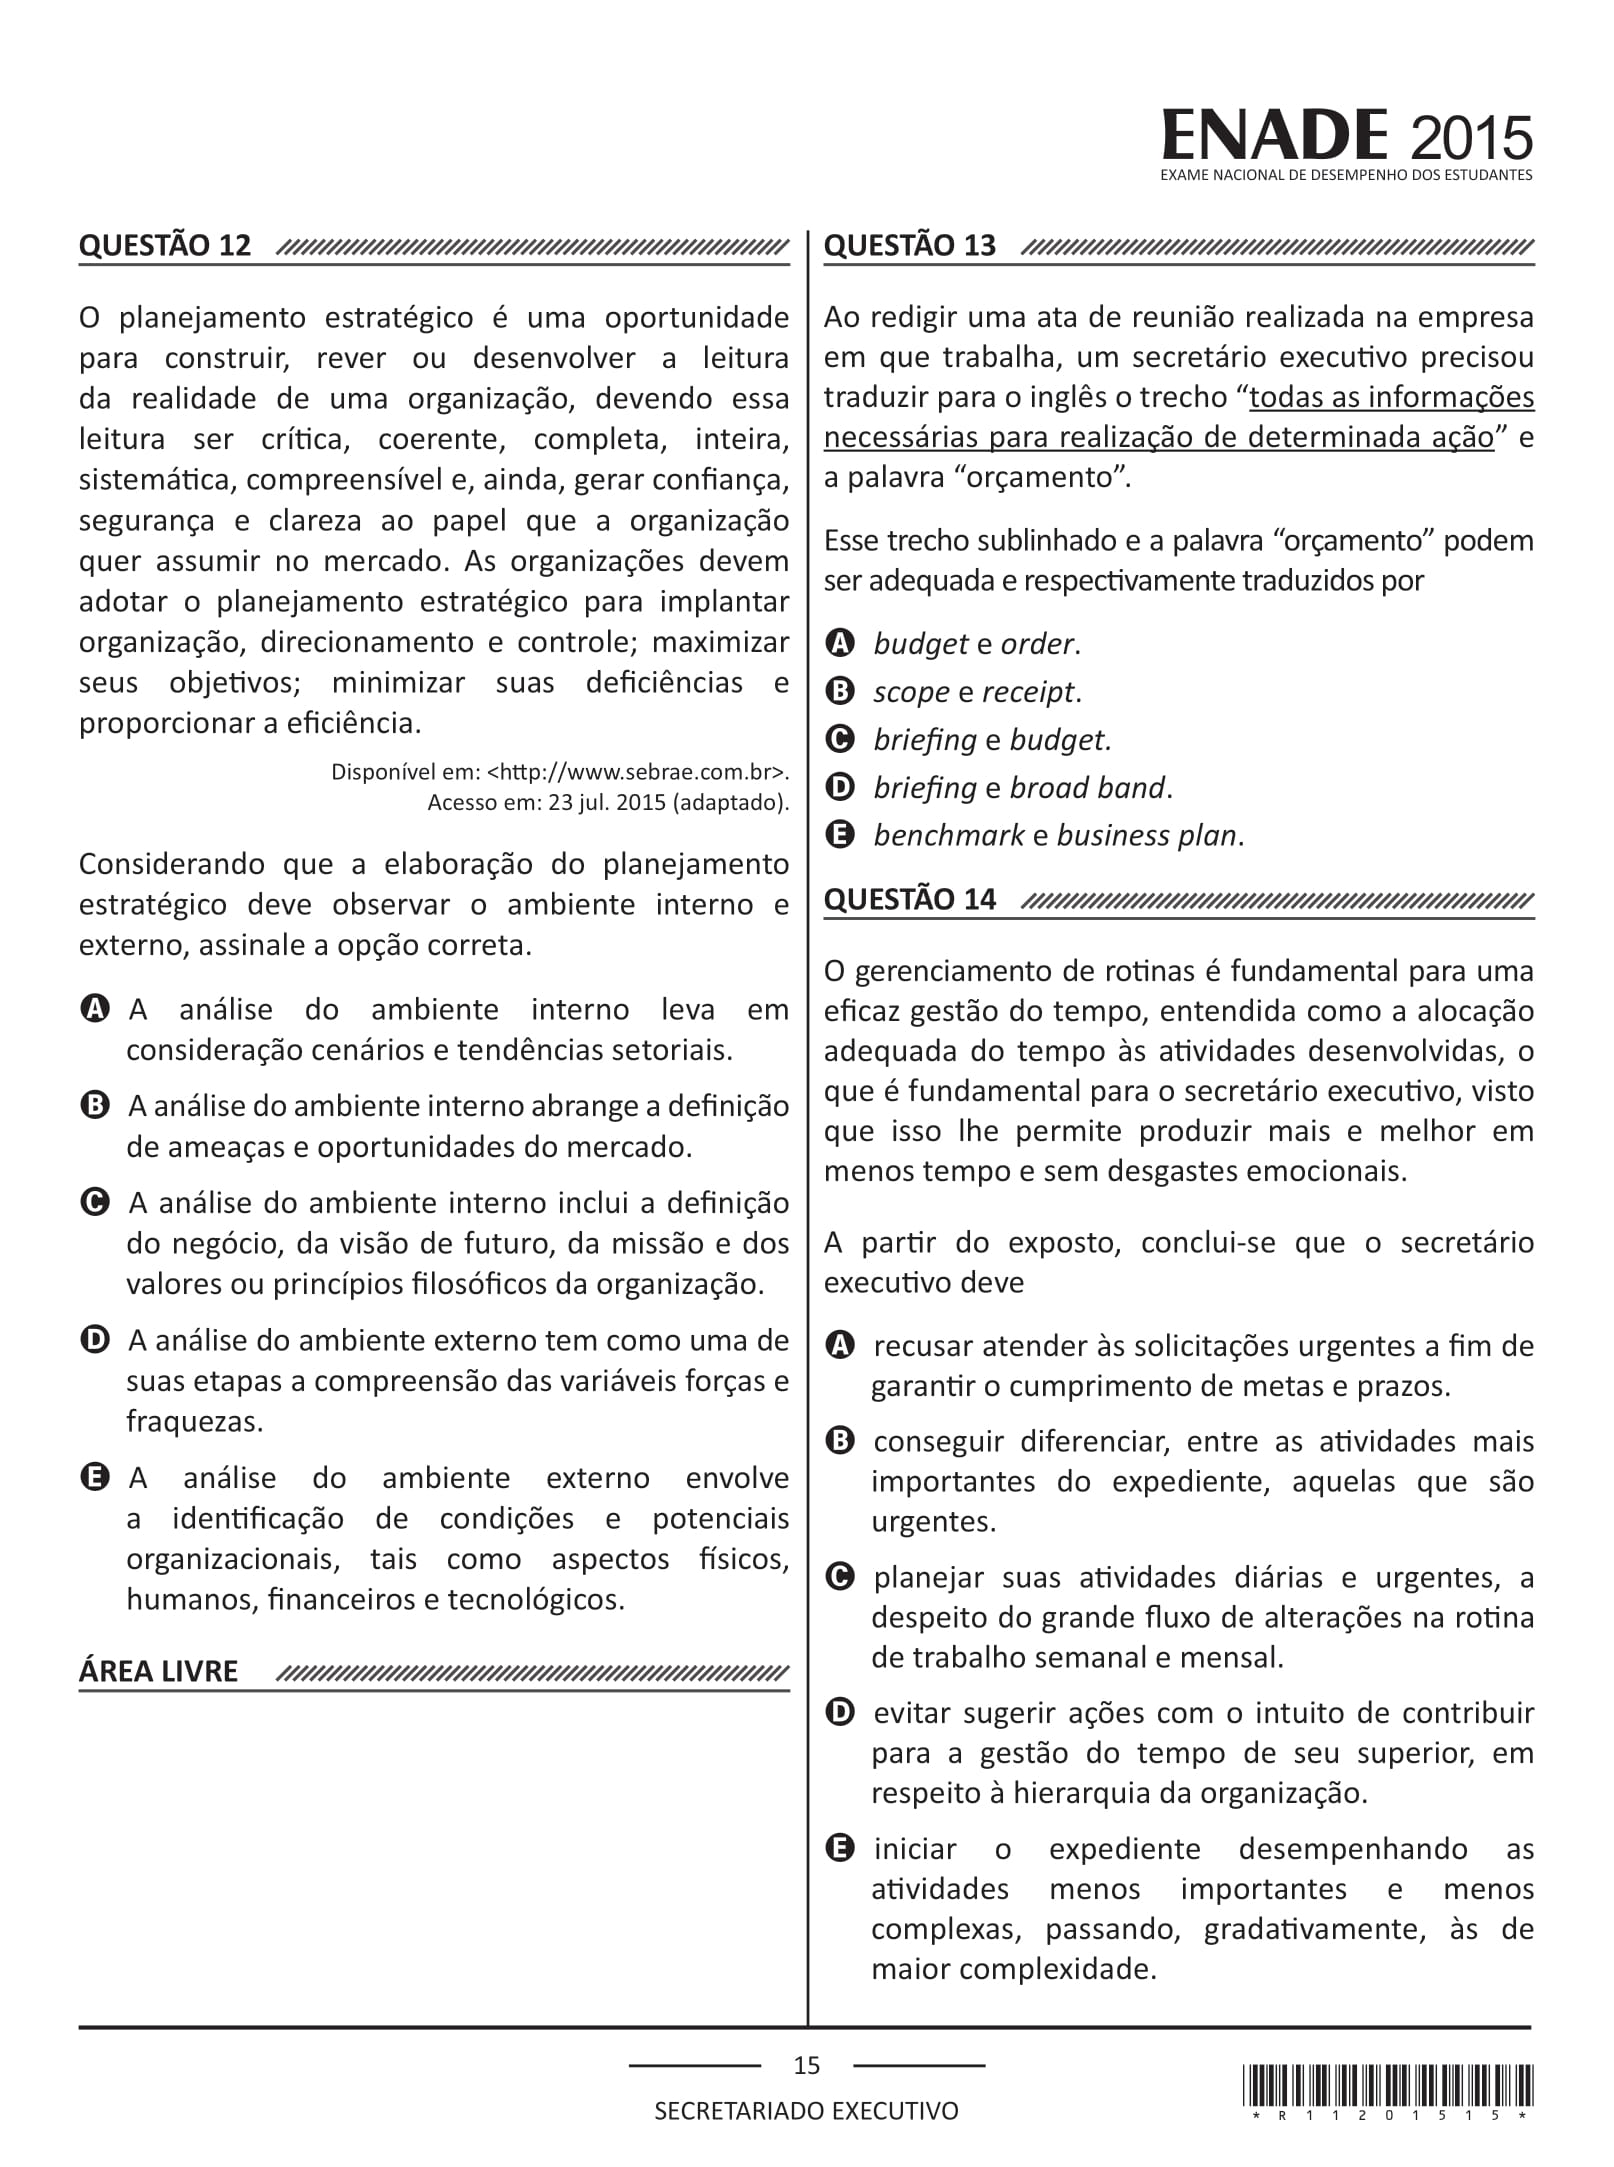 ENADE 2015
EXAME NACIONAL DE DESEMPENHO DOS ESTUDANTES
QUESTÃO 12
O planejamento estratégico é uma oportunidade
para construir, rever ou desenvolver a leitura
da realidade de uma organização, devendo essa
leitura ser crítica, coerente, completa, inteira,
sistemática, compreensível e, ainda, gerar confiança,
segurança e clareza ao papel que a organização
quer assumir no mercado. As organizações devem
adotar o planejamento estratégico para implantar
organização, direcionamento e controle; maximizar
seus objetivos; minimizar suas deficiências e
proporcionar a eficiência.
Disponível em: <http://www.sebrae.com.br>.
Acesso em: 23 jul. 2015 (adaptado).
Considerando que a elaboração do planejamento
estratégico deve observar o ambiente interno e
externo, assinale a opção correta.
A A análise do ambiente interno leva em
consideração cenários e tendências setoriais.
B A análise do ambiente interno abrange a definição
de ameaças e oportunidades do mercado.
C A análise do ambiente interno inclui a definição
do negócio, da visão de futuro, da missão e dos
valores ou princípios filosóficos da organização.
D A análise do ambiente externo tem como uma de
suas etapas a compreensão das variáveis forças e
fraquezas.
E A análise do ambiente externo envolve
a identificação de condições e potenciais
organizacionais, tais como aspectos físicos,
humanos, financeiros e tecnológicos.
ÁREA LIVRE
QUESTÃO 13
Ao redigir uma ata de reunião realizada na empresa
em que trabalha, um secretário executivo precisou
traduzir para o inglês o trecho “todas as informações
necessárias para realização de determinada ação” e
a palavra “orçamento”.
Esse trecho sublinhado e a palavra “orçamento” podem
ser adequada e respectivamente traduzidos por
A budget e order.
B scope e receipt.
C briefing e budget.
D briefing e broad band.
E benchmark e business plan.
QUESTÃO 14
O gerenciamento de rotinas é fundamental para uma
eficaz gestão do tempo, entendida como a alocação
adequada do tempo às atividades desenvolvidas, o
que é fundamental para o secretário executivo, visto
que isso lhe permite produzir mais e melhor em
menos tempo e sem desgastes emocionais.
A partir do exposto, conclui-se que o secretário
executivo deve
A recusar atender às solicitações urgentes a fim de
garantir o cumprimento de metas e prazos.
B conseguir diferenciar, entre as atividades mais
importantes do expediente, aquelas que são
urgentes.
C planejar suas atividades diárias e urgentes, a
despeito do grande fluxo de alterações na rotina
de trabalho semanal e mensal.
D evitar sugerir ações com o intuito de contribuir
para a gestão do tempo de seu superior, em
respeito à hierarquia da organização.
E iniciar o expediente desempenhando as
atividades menos importantes e menos
complexas, passando, gradativamente, às de
maior complexidade.
15
SECRETARIADO EXECUTIVO
*R11201515*